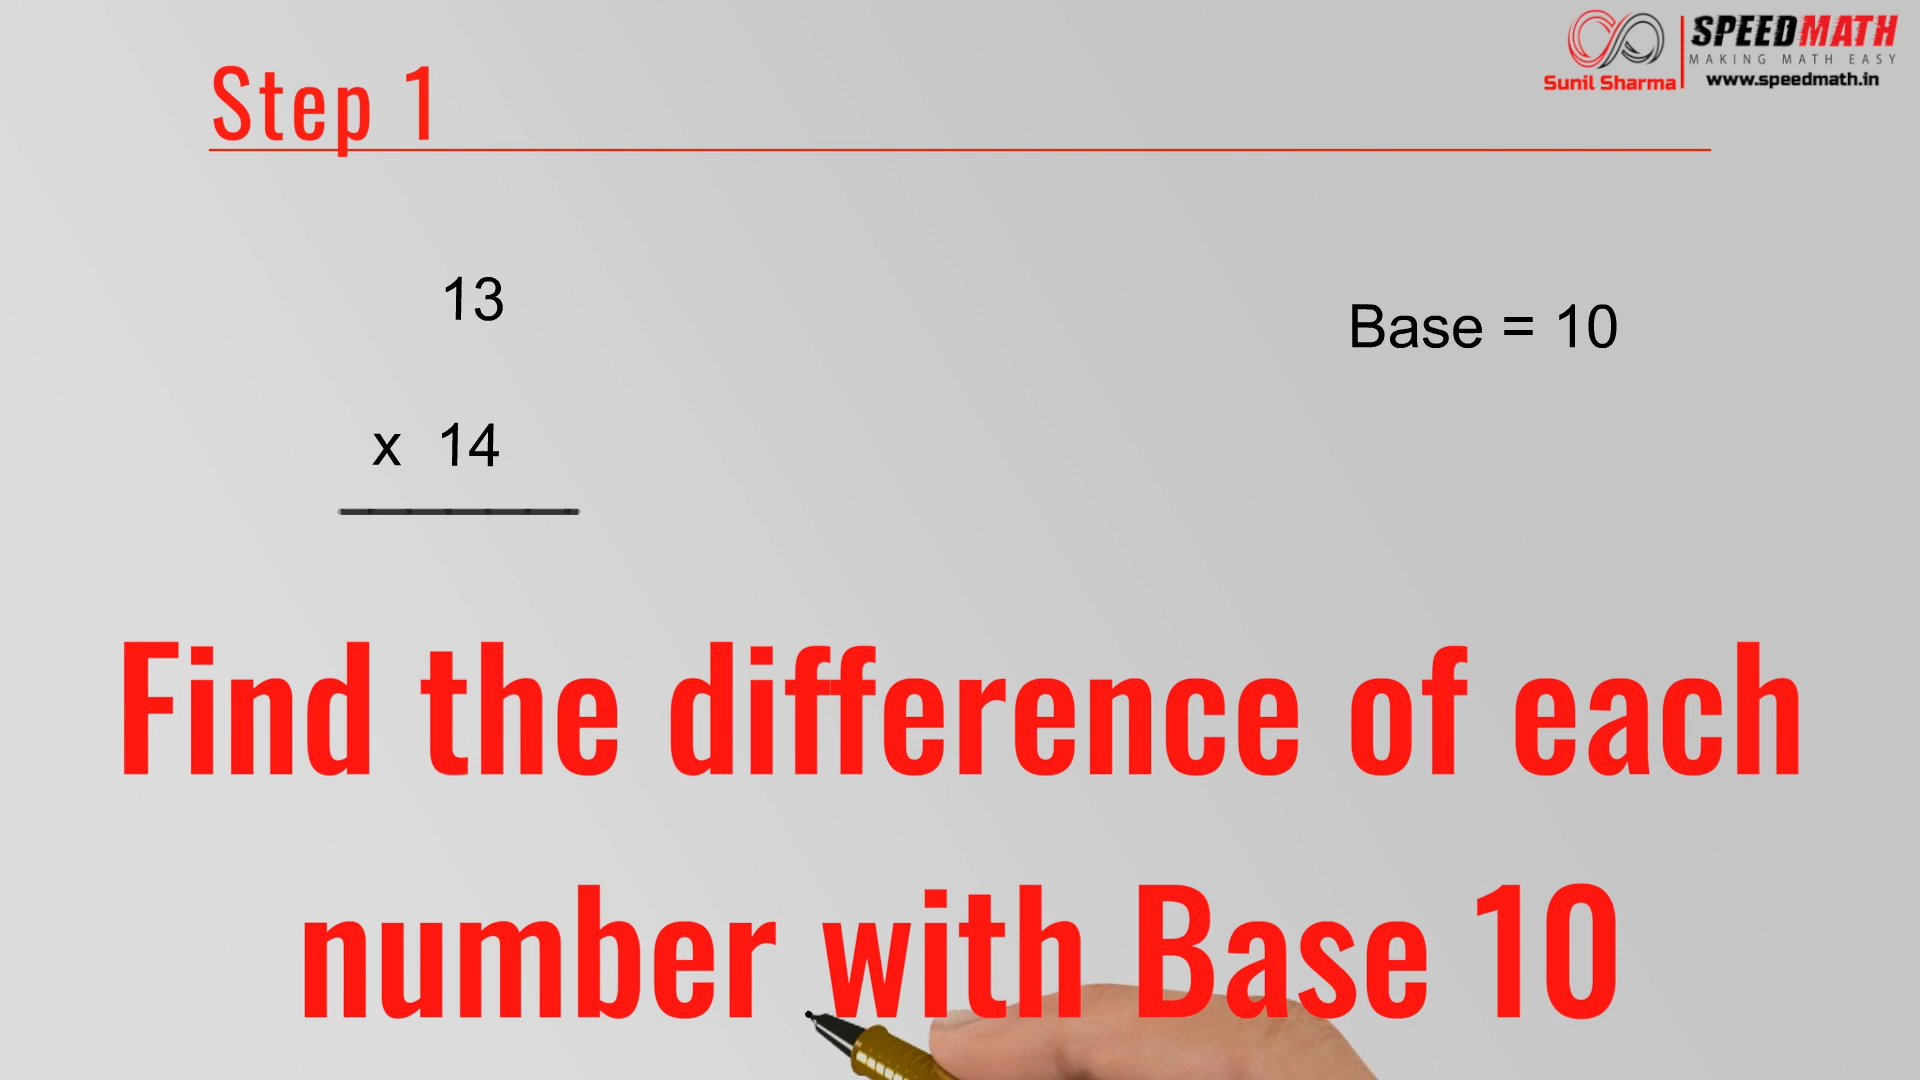 SPEEDMATH
MAKING MATH EASY
Sunil Sharma
www.speedmath.in
Step 1
13
Base = 10
x 14
Find the difference of each
number with Base 10